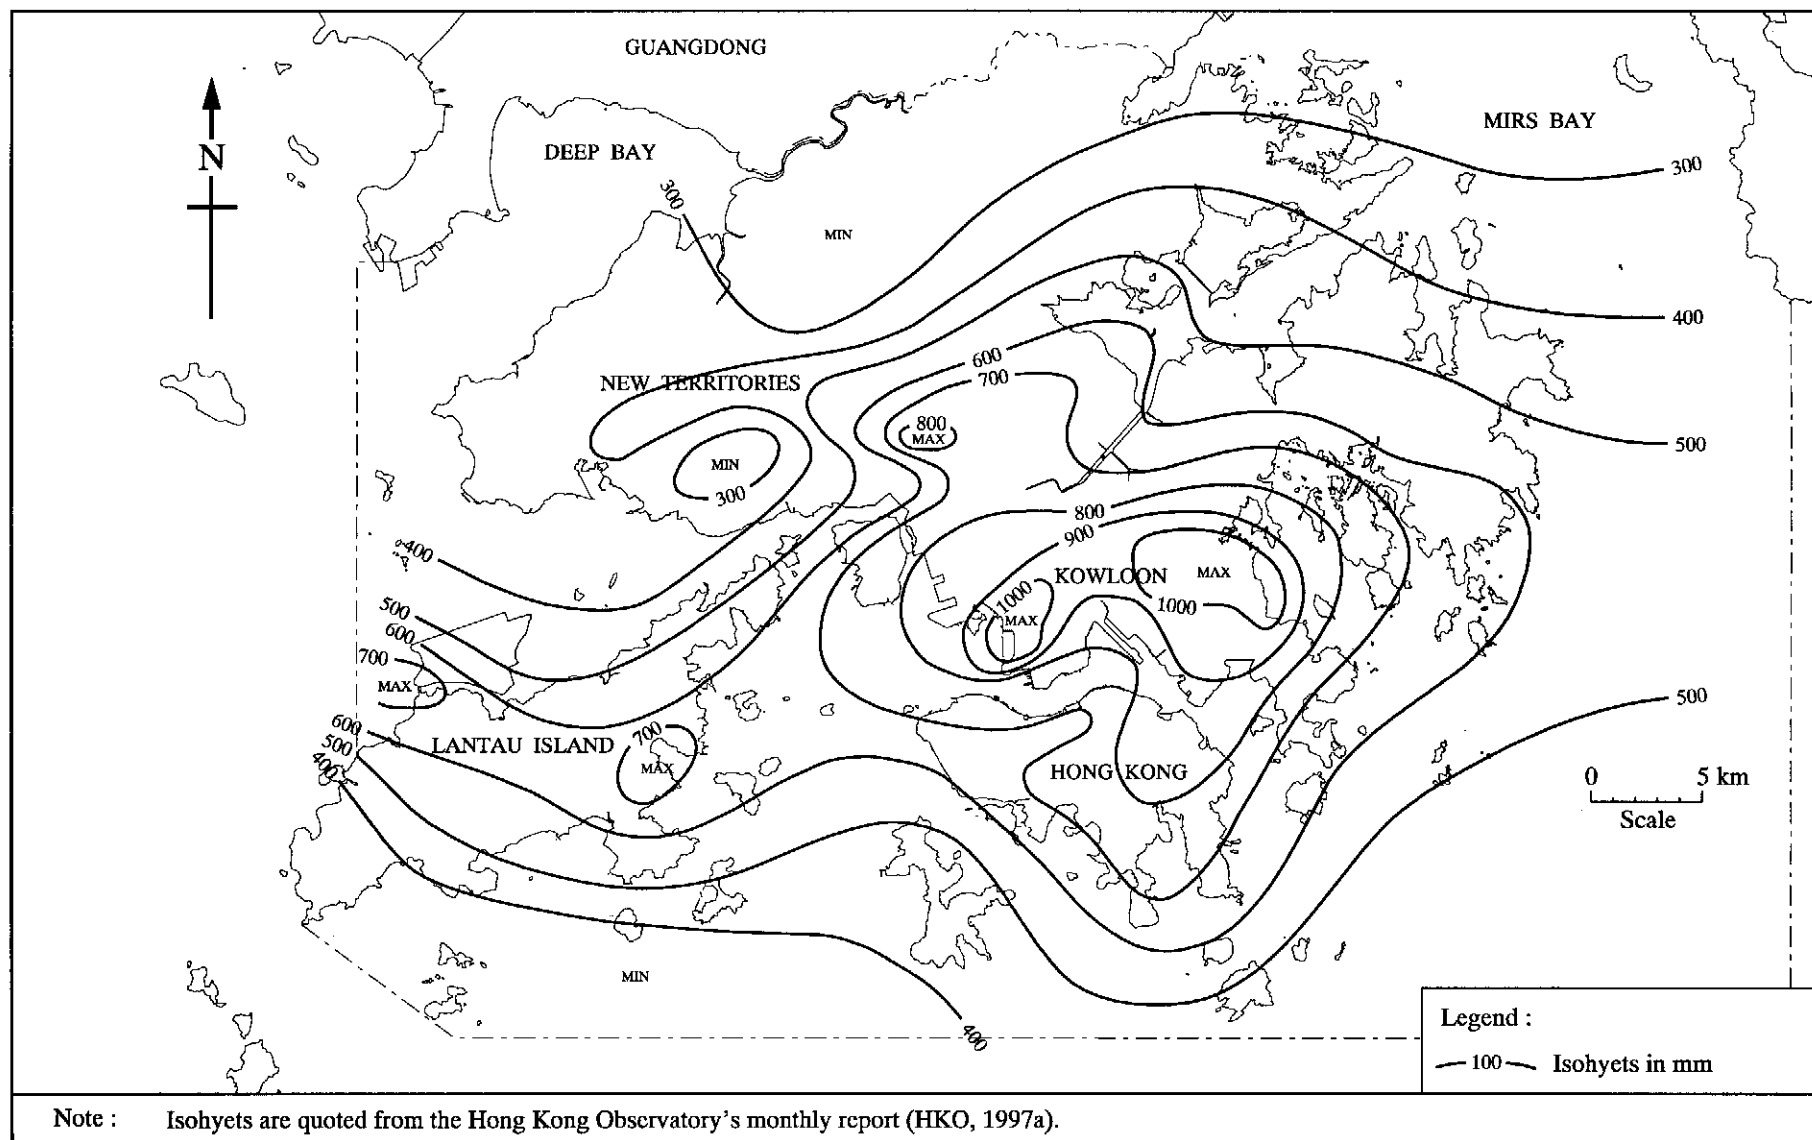 GUANGDONG
MIRS BAY
N
DEEP BAY
300
300
MIN
400
600
NEW TERRITORIES
700
800
MAX
500
MIN
300
800
900
400
KOWLOON
MAX
1000
1000
MAX
500
600
700
MAX
500
600
700
500
LANTAU ISLAND
400
MAX
HONG KONG
0 5 km
Scale
MIN
400
Legend :
100 Isohyets in mm
Note : Isohyets are quoted from the Hong Kong Observatory's monthly report (HKO, 1997a).